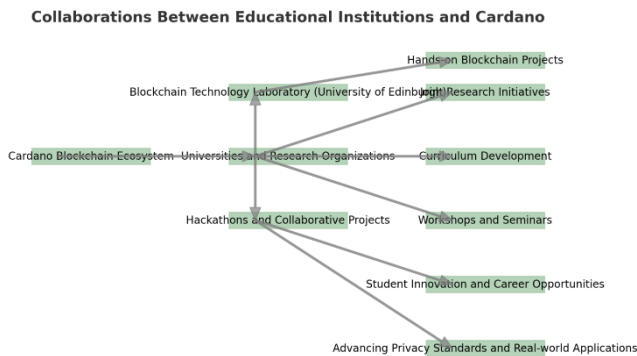 Collaborations Between Educational Institutions and Cardano
Hands-on Blockchain Projects
Blockchain Technology Laboratory (University of Edinburgh)
Joint Research Initiatives
Cardano Blockchain Ecosystem
Universities and Research Organizations
Curriculum Development
Hackathons and Collaborative Projects
Workshops and Seminars
Student Innovation and Career Opportunities
Advancing Privacy Standards and Real-world Applications